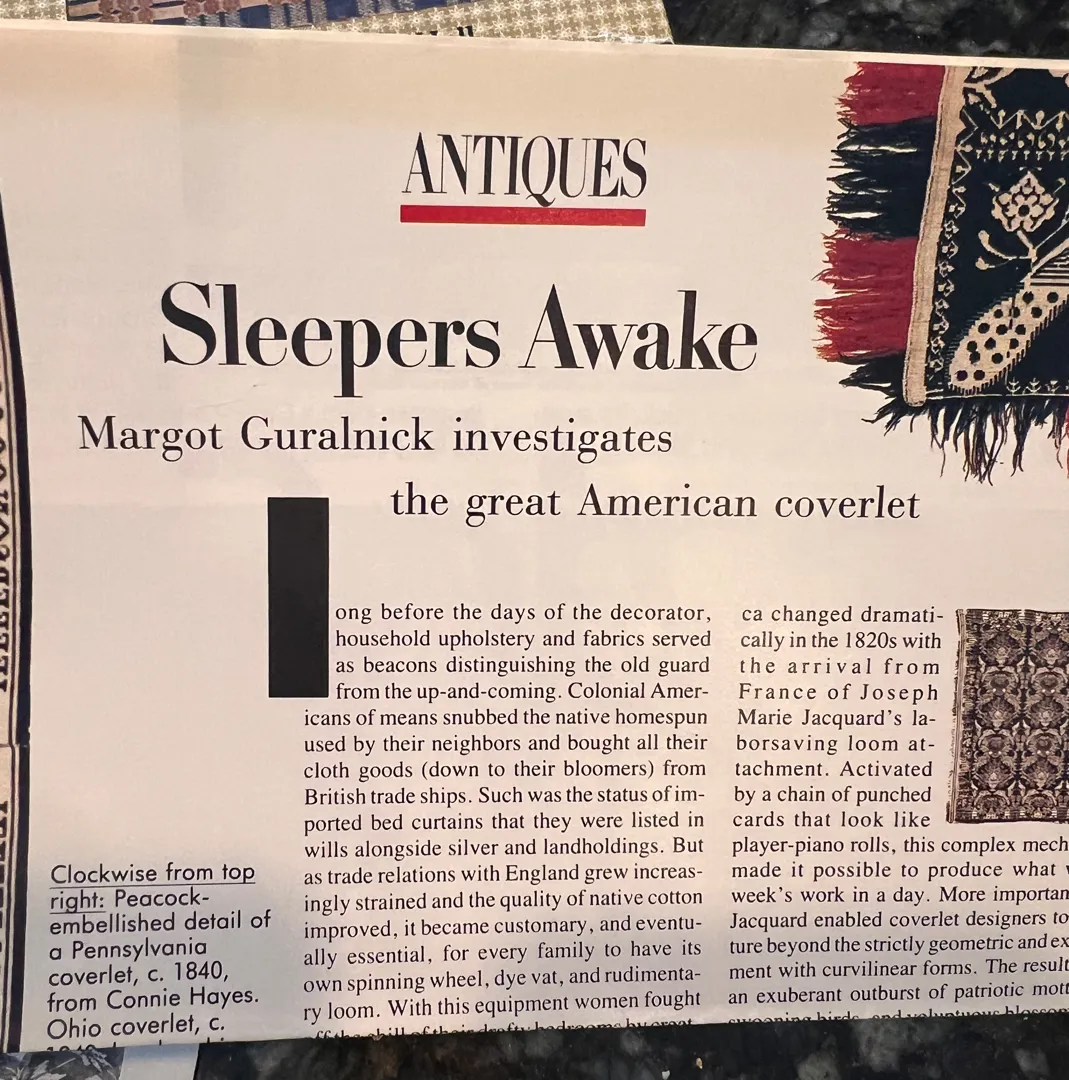 ANTIQUES
Sleepers Awake
Margot Guralnick investigates
the great American coverlet
ong before the days of the decorator,
household upholstery and fabrics served
as beacons distinguishing the old guard
from the up-and-coming. Colonial Amer-
icans of means snubbed the native homespun
used by their neighbors and bought all their
cloth goods (down to their bloomers) from
British trade ships. Such was the status of im-
ported bed curtains that they were listed in
wills alongside silver and landholdings. But
as trade relations with England grew increas-
ingly strained and the quality of native cotton
improved, it became customary, and eventu-
ally essential, for every family to have its
own spinning wheel, dye vat, and rudimenta-
ry loom. With this equipment women fought
ca changed dramati-
cally in the 1820s with
the arrival from
France of Joseph
Marie Jacquard's la-
borsaving loom at-
tachment. Activated
by a chain of punched
cards that look like
player-piano rolls, this complex mech
made it possible to produce what
week's work in a day. More importan
Jacquard enabled coverlet designers to
ture beyond the strictly geometric and ex
ment with curvilinear forms. The result
an exuberant outburst of patriotic mott
Clockwise from top
right: Peacock-
embellished detail of
a Pennsylvania
coverlet, c. 1840,
from Connie Hayes.
Ohio coverlet, c.